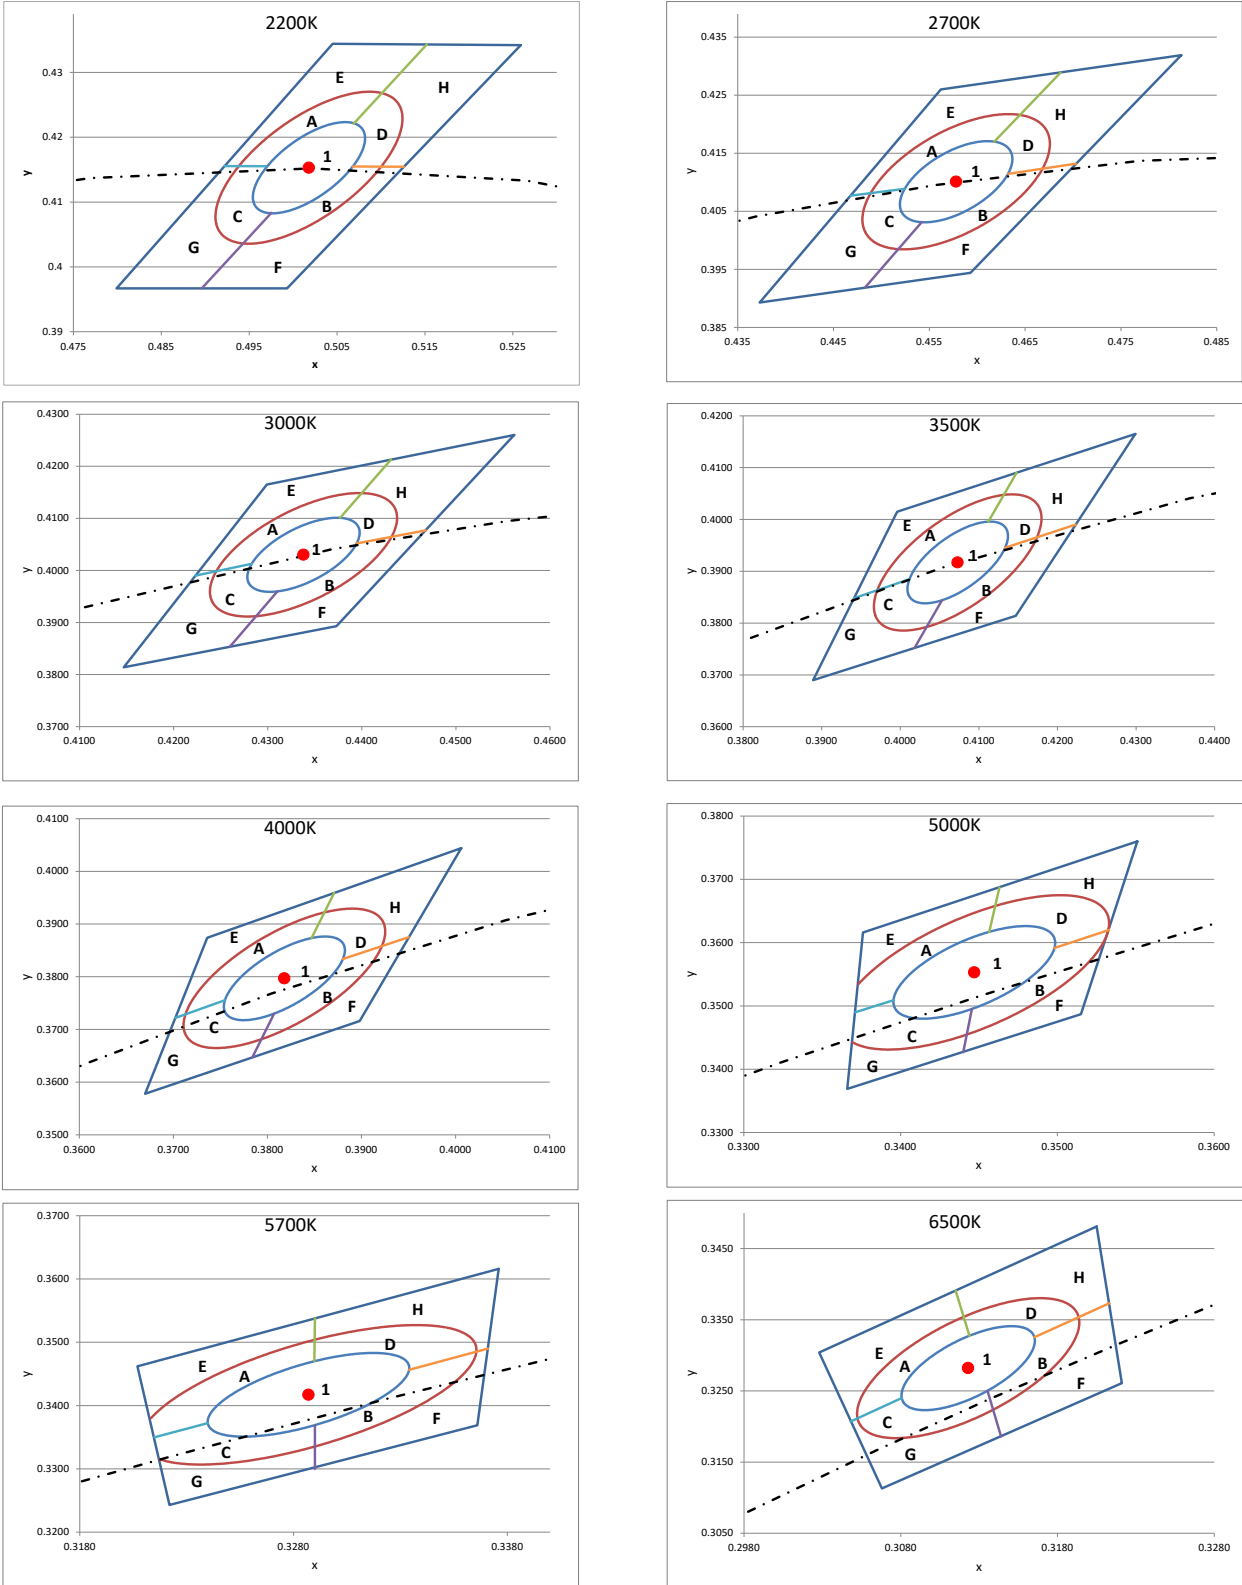 2200K
0.43
0.42
0.41
0.4
0.39
y
E
H
A
D
1
B
C
G
F
0.475 0.485 0.495 0.505 0.515 0.525
x
2700K
0.435
0.425
0.415
0.405
0.395
0.385
y
E
H
A
D
1
B
C
G
F
0.435 0.445 0.455 0.465 0.475 0.485
x
3000K
0.4300
0.4200
0.4100
0.4000
0.3900
0.3800
0.3700
y
E
H
A
D
1
B
C
F
G
0.4100 0.4200 0.4300 0.4400 0.4500 0.4600
x
3500K
0.4200
0.4100
0.4000
0.3900
0.3800
0.3700
0.3600
y
H
E
D
A
1
B
C
F
G
0.3800 0.3900 0.4000 0.4100 0.4200 0.4300 0.4400
x
4000K
0.4100
0.4000
0.3900
0.3800
0.3700
0.3600
0.3500
y
H
E
D
A
1
B
F
C
G
0.3600 0.3700 0.3800 0.3900 0.4000 0.4100
x
5000K
0.3800
0.3700
0.3600
0.3500
0.3400
0.3300
y
H
D
E
A
1
B
F
C
G
0.3300 0.3400 0.3500 0.3600
x
5700K
0.3700
0.3600
0.3500
0.3400
0.3300
0.3200
y
H
D
E
A
1
B
F
C
G
0.3180 0.3280 0.3380
x
6500K
0.3450
0.3350
0.3250
0.3150
0.3050
y
H
D
E
A
1
B
F
C
G
0.2980 0.3080 0.3180 0.3280
x